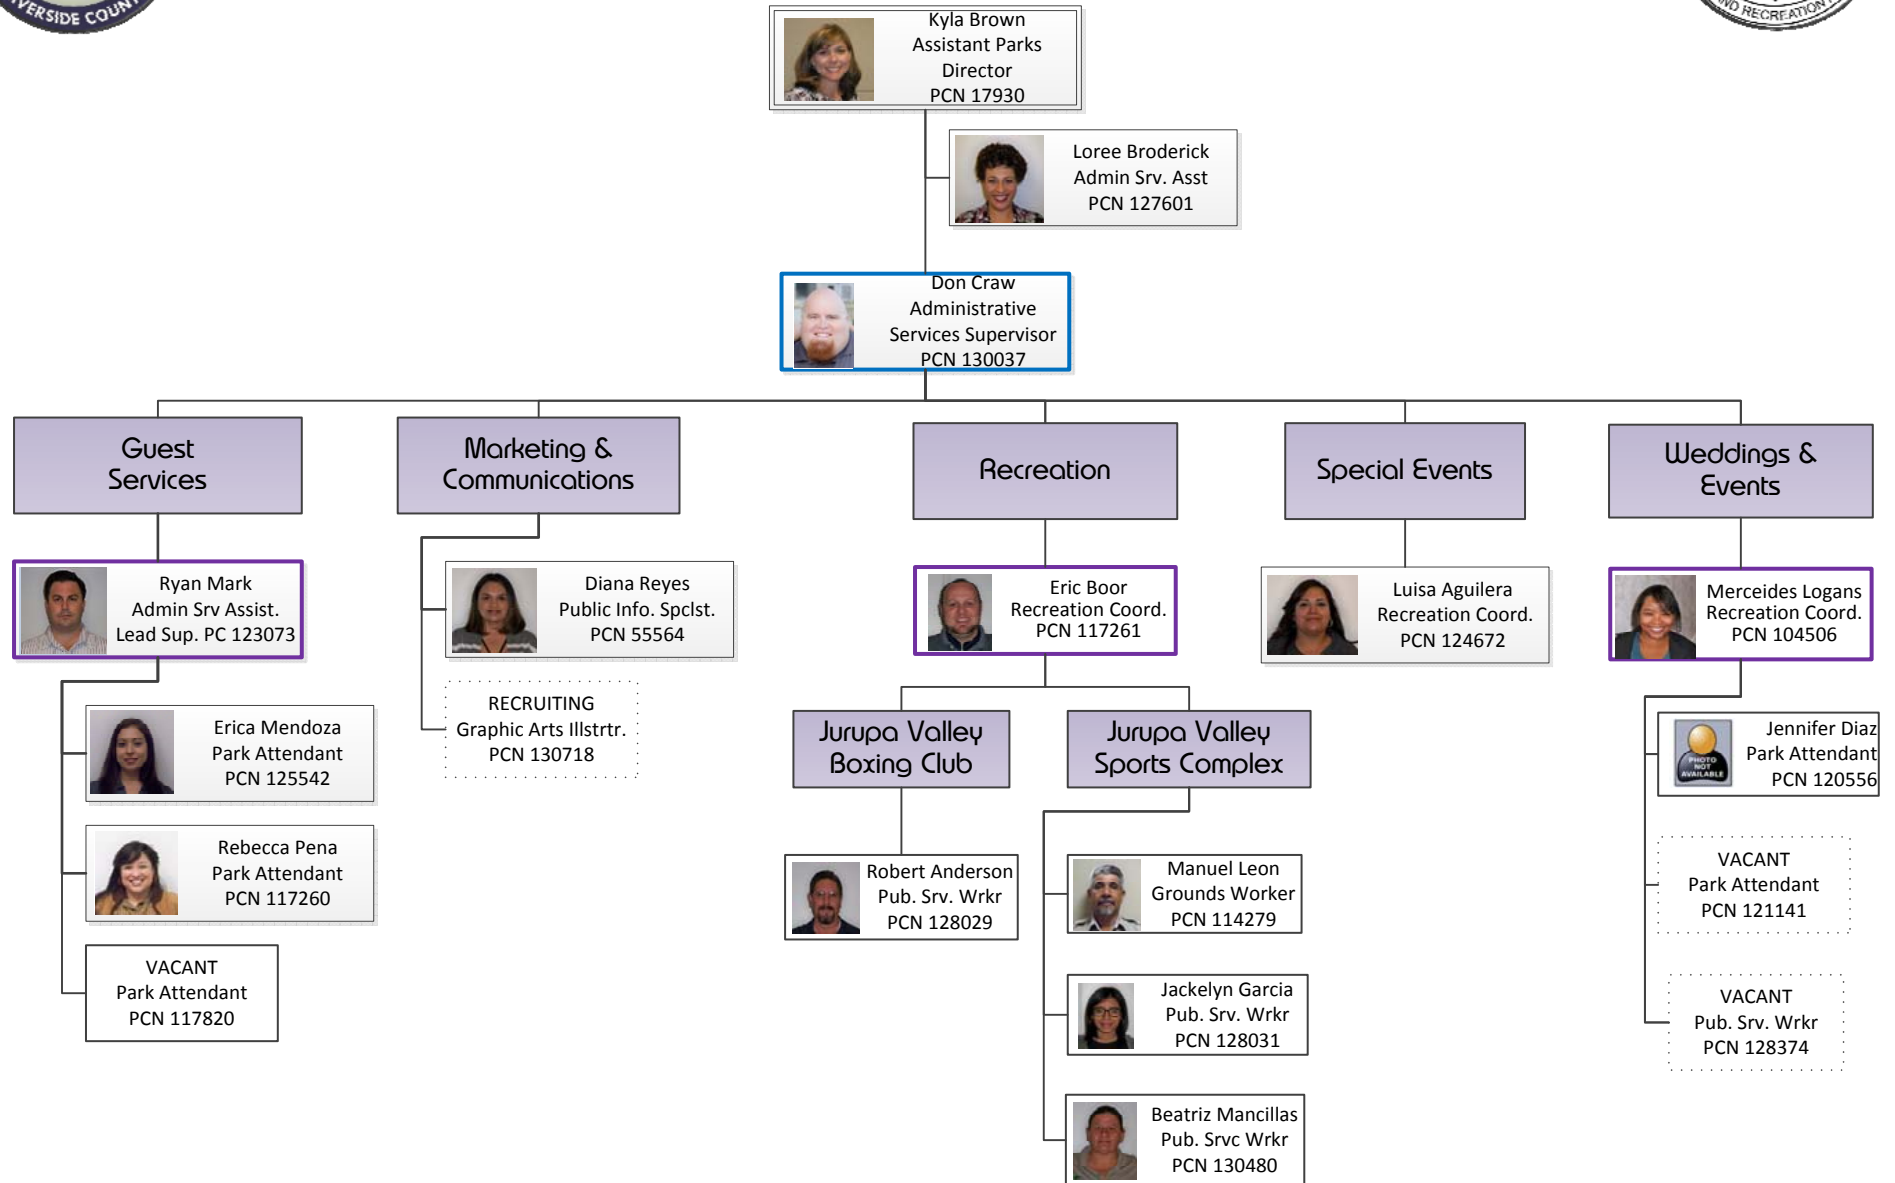 VERSIDE COUN
ND RECREATION
Kyla Brown
Assistant Parks
Director
PCN 17930
Loree Broderick
Admin Srv. Asst
PCN 127601
Don Craw
Administrative
Services Supervisor
PCN 130037
Guest
Services
Marketing &
Communications
Recreation
Special Events
Weddings &
Events
Ryan Mark
Admin Srv Assist.
Lead Sup. PC 123073
Diana Reyes
Public Info. Spclst.
PCN 55564
Eric Boor
Recreation Coord.
PCN 117261
Luisa Aguilera
Recreation Coord.
PCN 124672
Merceides Logans
Recreation Coord.
PCN 104506
Erica Mendoza
Park Attendant
PCN 125542
RECRUITING
Graphic Arts Illstrtr.
PCN 130718
Jurupa Valley
Boxing Club
Jurupa Valley
Sports Complex
PHOTO
NOT
AVAILABLE
Jennifer Diaz
Park Attendant
PCN 120556
Rebecca Pena
Park Attendant
PCN 117260
Robert Anderson
Pub. Srv. Wrkr
PCN 128029
Manuel Leon
Grounds Worker
PCN 114279
VACANT
Park Attendant
PCN 121141
VACANT
Park Attendant
PCN 117820
Jackelyn Garcia
Pub. Srv. Wrkr
PCN 128031
VACANT
Pub. Srv. Wrkr
PCN 128374
Beatriz Mancillas
Pub. Srvc Wrkr
PCN 130480